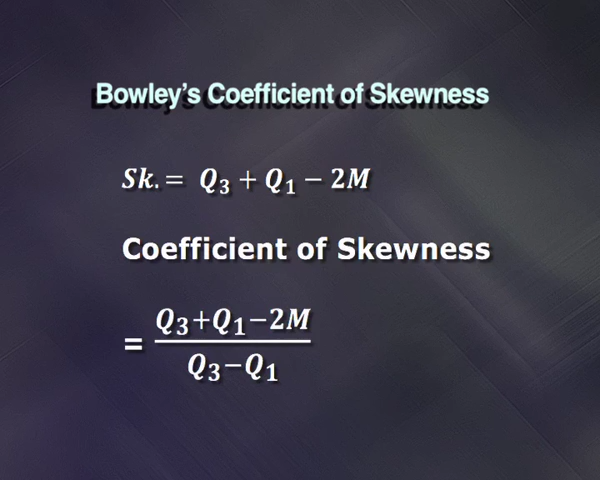 Bowley's Coefficient of Skewness
Sk. = Q₃ + Q₁ − 2M
Coefficient of Skewness
= Q₃+Q₁−2M
Q₃−Q₁